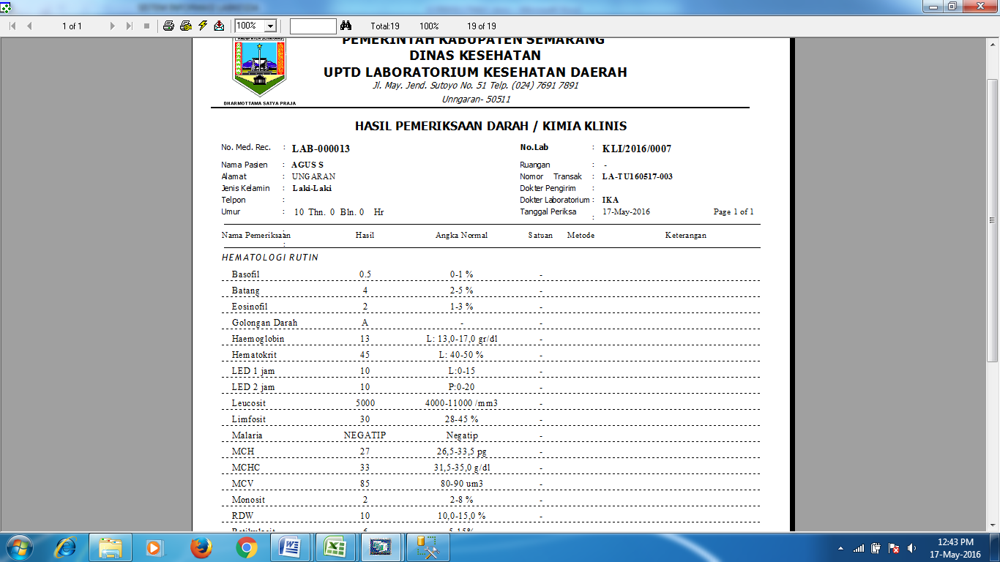 1 of 1 100% Total:19 100% 19 of 19
PEMERINTAH KABUPATEN SEMARANG
DINAS KESEHATAN
UPTD LABORATORIUM KESEHATAN DAERAH
Jl. May. Jend. Sutoyo No. 51 Telp. (024) 7691 7891
Unngaran- 50511
DHARMOTTAMA SATYA PRAJA
HASIL PEMERIKSAAN DARAH / KIMIA KLINIS
No. Med. Rec. : LAB-000013 No.Lab : KLI/2016/0007
Nama Pasien : AGUS S Ruangan : -
Alamat : UNGARAN Nomor Transak : LA-TU160517-003
Jenis Kelamin : Laki-Laki Dokter Pengirim :
Telpon : Dokter Laboratorium : IKA
Umur : 10 Thn. 0 Bln. 0 Hr Tanggal Periksa : 17-May-2016 Page 1 of 1
Nama Pemeriksaan : Hasil Angka Normal Satuan Metode Keterangan
:
HEMATOLOGI RUTIN
Basofil 0.5 0-1 % -
Batang 4 2-5 % -
Eosinofil 2 1-3 % -
Golongan Darah A - -
Haemoglobin 13 L: 13,0-17,0 gr/dl -
Hematokrit 45 L: 40-50 % -
LED 1 jam 10 L:0-15 -
LED 2 jam 10 P:0-20 -
Leucosit 5000 4000-11000 /mm3 -
Limfosit 30 28-45 % -
Malaria NEGATIP Negatip -
MCH 27 26,5-33,5 pg -
MCHC 33 31,5-35,0 g/dl -
MCV 85 80-90 um3 -
Monosit 2 2-8 % -
RDW 10 10,0-15,0 % -
12:43 PM
17-May-2016